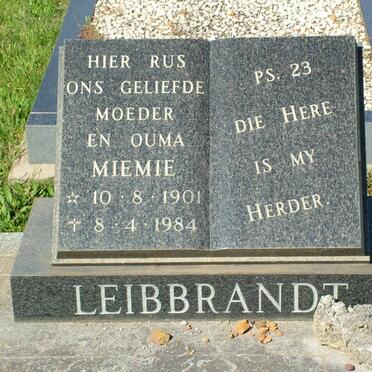 HIER RUS
ONS GELIEFDE
MOEDER
EN OUMA
MIEMIE
☆ 10·8·1901
† 8·4·1984
PS. 23
DIE HERE
IS MY
HERDER.
LEIBBRANDT